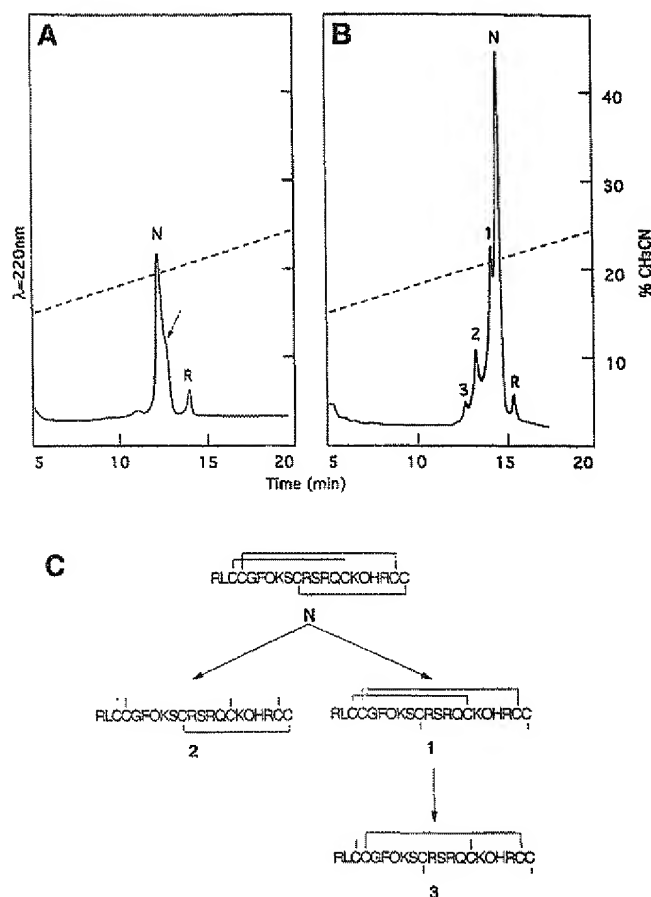 A
B
N
N
1
2
3
R
R
λ=220nm
% CH₃CN
40
30
20
10
5
10
15
20
5
10
15
20
Time (min)
C
RLCCGFOKSCRSRQCKOHRCC
N
RLCCGFOKSCRSRQCKOHRCC
2
RLCCGFOKSCRSRQCKOHRCC
1
RLCCGFOKSCRSRQCKOHRCC
3